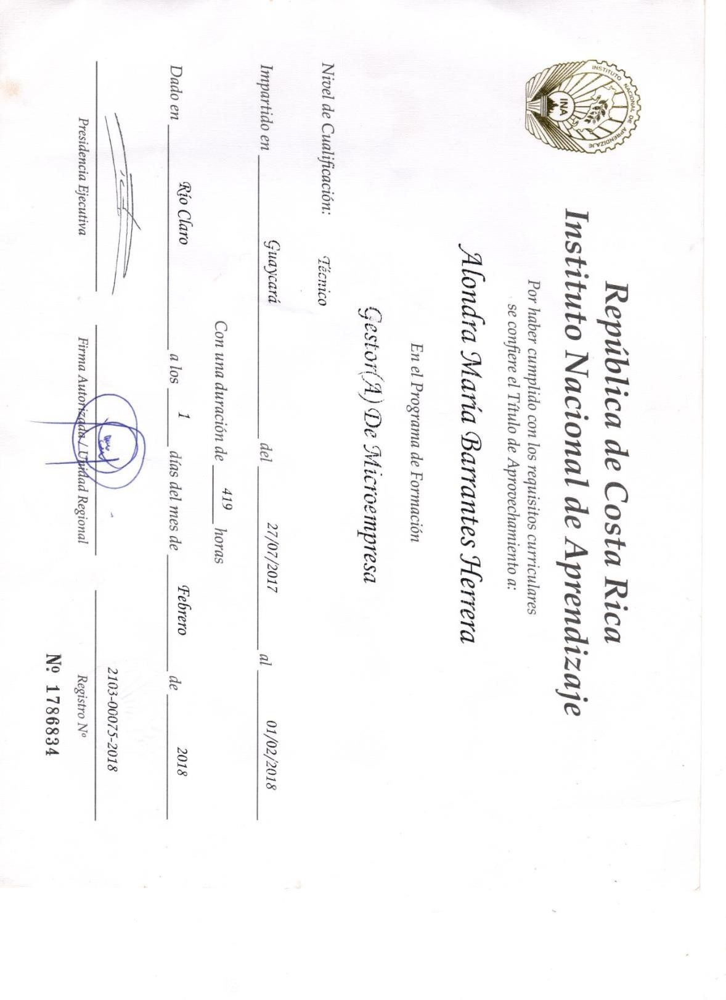 INSTITUTO NACIONAL DE APRENDIZAJE
INA
República de Costa Rica
Instituto Nacional de Aprendizaje
Por haber cumplido con los requisitos curriculares
se confiere el Título de Aprovechamiento a:
Alondra María Barrantes Herrera
En el Programa de Formación
Gestor(A) De Microempresa
Nivel de Cualificación: Técnico
Impartido en Guaycará del 27/07/2017 al 01/02/2018
Con una duración de 419 horas
Dado en Río Claro a los 1 días del mes de Febrero de 2018
2103-00075-2018
Presidencia Ejecutiva Firma Autorizada / Unidad Regional Registro Nº
Nº 1786834